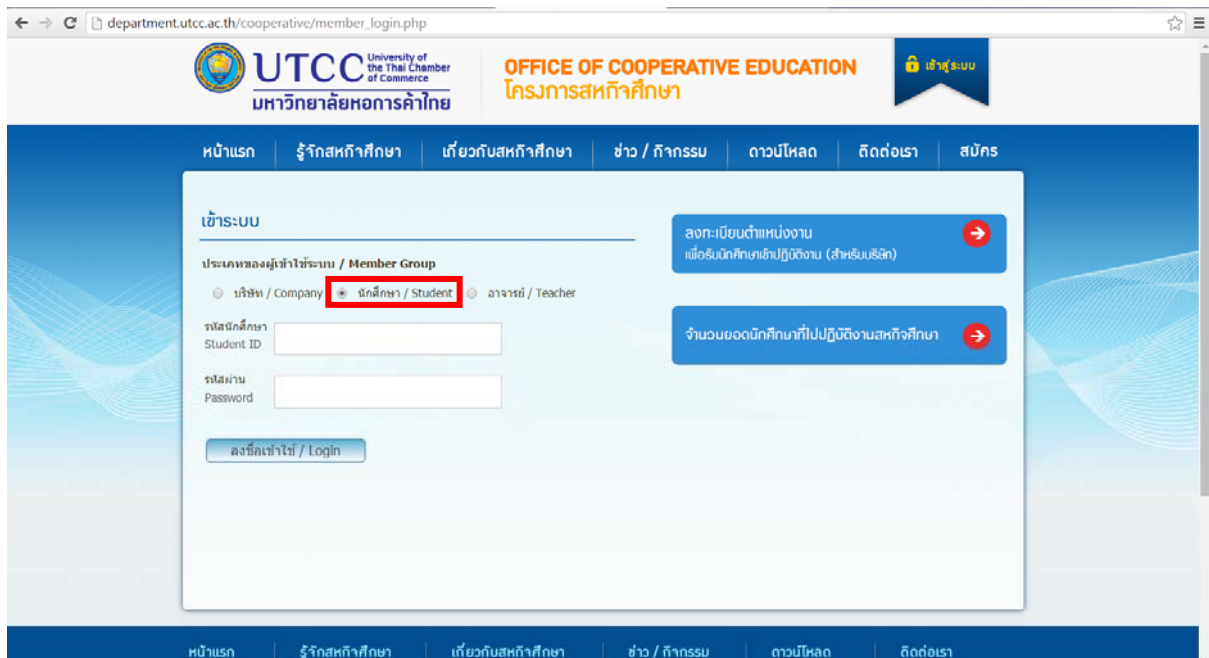 department.utcc.ac.th/cooperative/member_login.php
UTCC University of the Thai Chamber of Commerce
มหาวิทยาลัยหอการค้าไทย
OFFICE OF COOPERATIVE EDUCATION
โครงการสหกิจศึกษา
เข้าสู่ระบบ
หน้าแรก รู้จักสหกิจศึกษา เกี่ยวกับสหกิจศึกษา ข่าว / กิจกรรม ดาวน์โหลด ติดต่อเรา สมัคร
เข้าระบบ
ประเภทของผู้เข้าใช้ระบบ / Member Group
บริษัท / Company นักศึกษา / Student อาจารย์ / Teacher
รหัสนักศึกษา
Student ID
รหัสผ่าน
Password
ลงชื่อเข้าใช้ / Login
ลงทะเบียนตำแหน่งงาน
เพื่อรับนักศึกษาเข้าปฏิบัติงาน (สำหรับบริษัท)
จำนวนยอดนักศึกษาที่ไปปฏิบัติงานสหกิจศึกษา
หน้าแรก รู้จักสหกิจศึกษา เกี่ยวกับสหกิจศึกษา ข่าว / กิจกรรม ดาวน์โหลด ติดต่อเรา